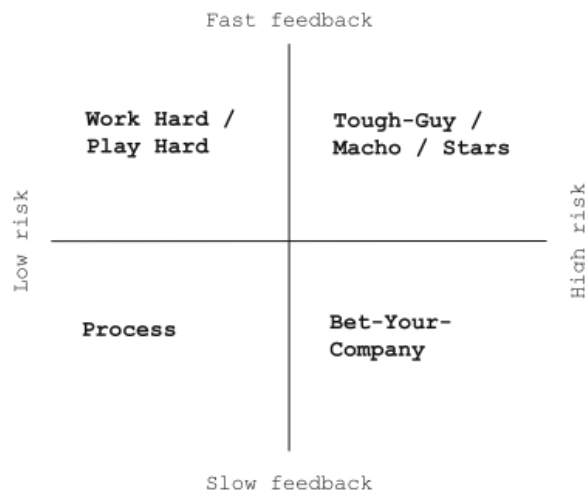 Fast feedback
Work Hard /
Play Hard
Tough-Guy /
Macho / Stars
Low risk
High risk
Process
Bet-Your-
Company
Slow feedback